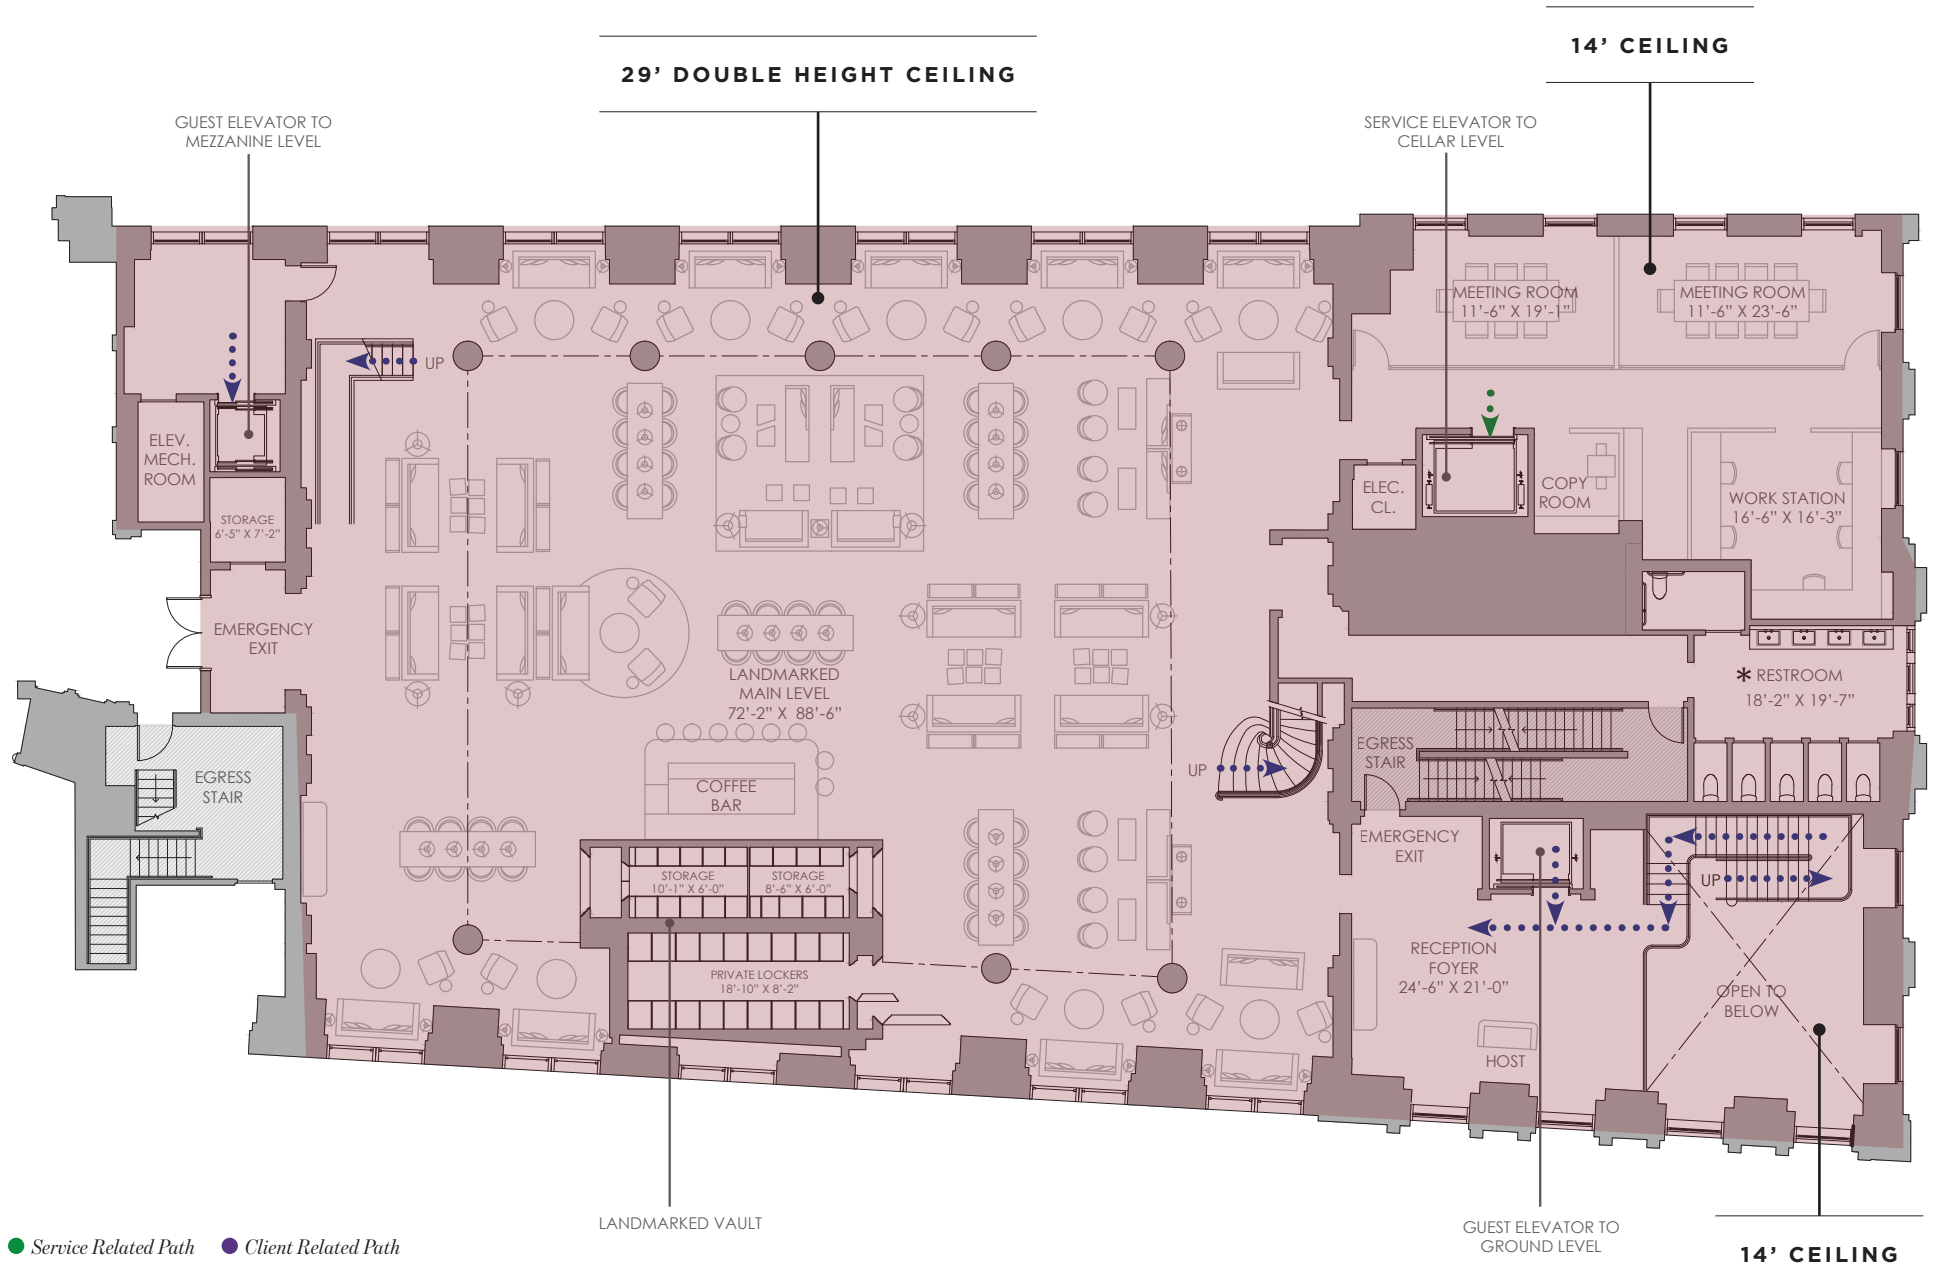 14’ CEILING
29’ DOUBLE HEIGHT CEILING
GUEST ELEVATOR TO
MEZZANINE LEVEL
SERVICE ELEVATOR TO
CELLAR LEVEL
MEETING ROOM
11’-6” X 19’-1”
MEETING ROOM
11’-6” X 23’-6”
UP
ELEV.
MECH.
ROOM
STORAGE
6’-5” X 7’-2”
ELEC.
CL.
COPY
ROOM
WORK STATION
16’-6” X 16’-3”
EMERGENCY
EXIT
LANDMARKED
MAIN LEVEL
72’-2” X 88’-6”
* RESTROOM
18’-2” X 19’-7”
EGRESS
STAIR
COFFEE
BAR
UP
EGRESS
STAIR
EMERGENCY
EXIT
STORAGE
10’-1” X 6’-0”
STORAGE
8’-6” X 6’-0”
UP
PRIVATE LOCKERS
18’-10” X 8’-2”
RECEPTION
FOYER
24’-6” X 21’-0”
OPEN TO
BELOW
HOST
LANDMARKED VAULT
GUEST ELEVATOR TO
GROUND LEVEL
14’ CEILING
Service Related Path
Client Related Path